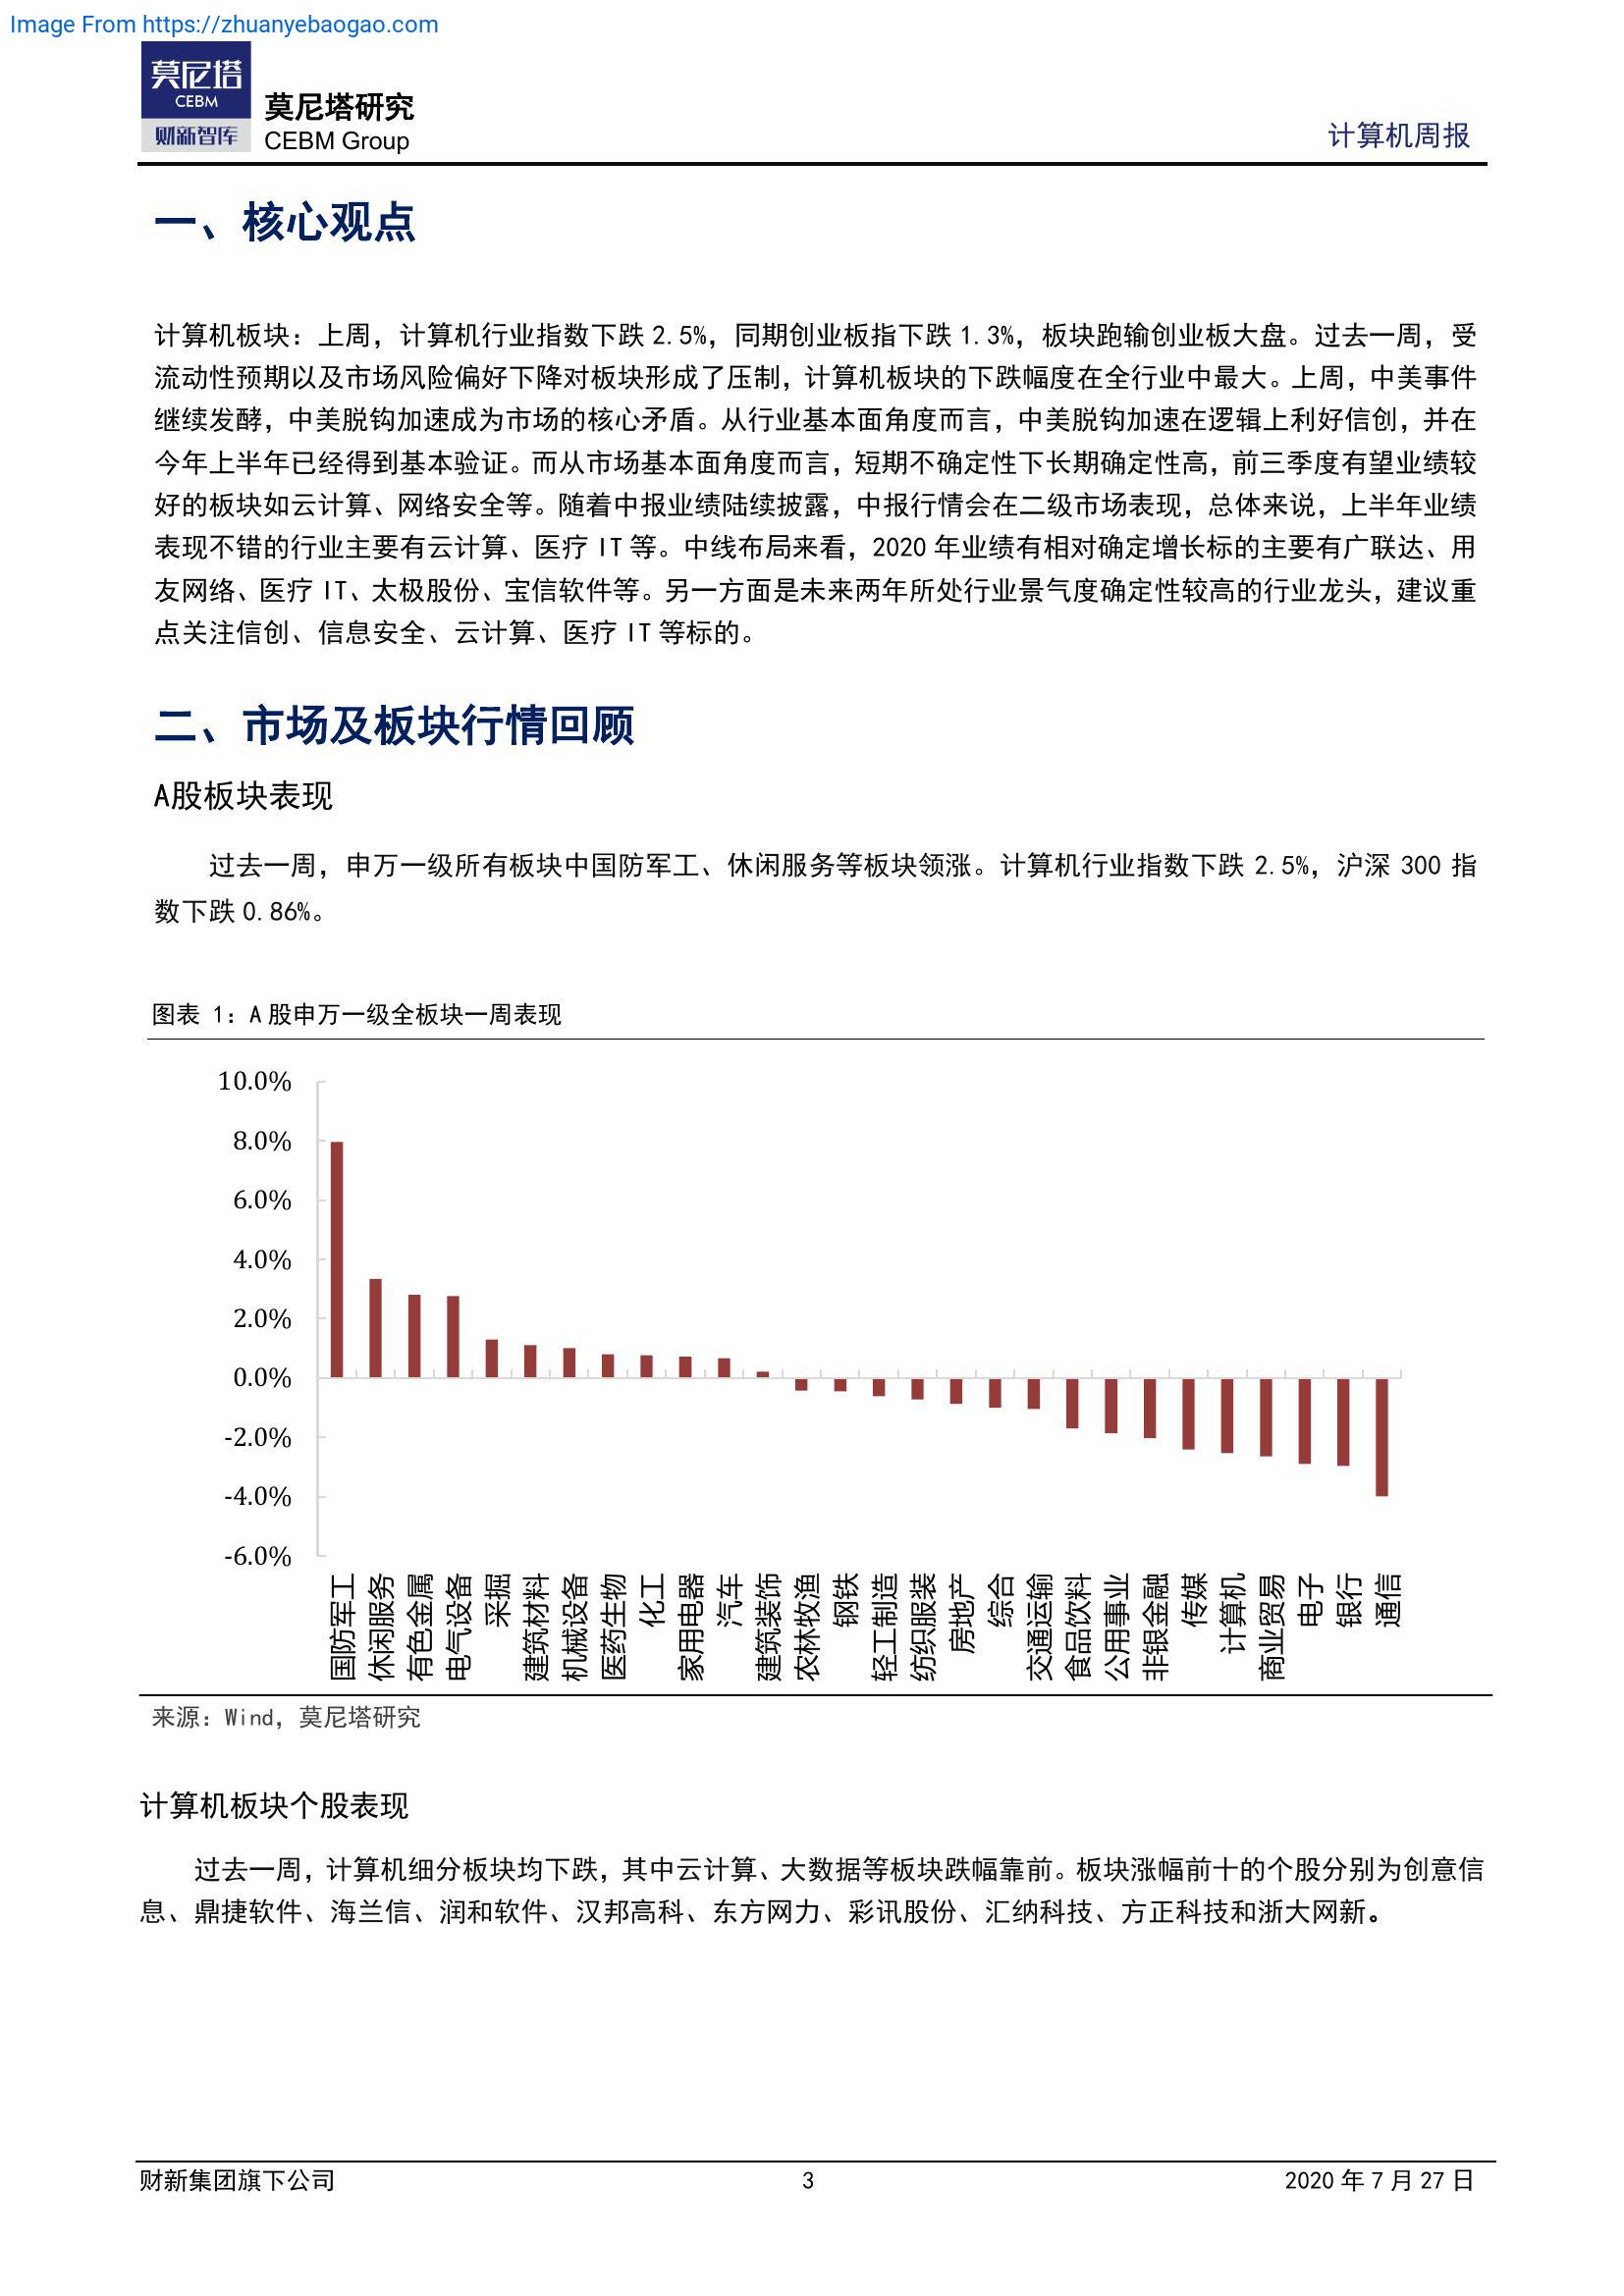 Image From https://zhuanyebaogao.com
莫尼塔
CEBM
财新智库
莫尼塔研究
CEBM Group
计算机周报
一、核心观点
计算机板块：上周，计算机行业指数下跌 2.5%，同期创业板指下跌 1.3%，板块跑输创业板大盘。过去一周，受
流动性预期以及市场风险偏好下降对板块形成了压制，计算机板块的下跌幅度在全行业中最大。上周，中美事件
继续发酵，中美脱钩加速成为市场的核心矛盾。从行业基本面角度而言，中美脱钩加速在逻辑上利好信创，并在
今年上半年已经得到基本验证。而从市场基本面角度而言，短期不确定性下长期确定性高，前三季度有望业绩较
好的板块如云计算、网络安全等。随着中报业绩陆续披露，中报行情会在二级市场表现，总体来说，上半年业绩
表现不错的行业主要有云计算、医疗 IT 等。中线布局来看，2020 年业绩有相对确定增长标的主要有广联达、用
友网络、医疗 IT、太极股份、宝信软件等。另一方面是未来两年所处行业景气度确定性较高的行业龙头，建议重
点关注信创、信息安全、云计算、医疗 IT 等标的。
二、市场及板块行情回顾
A股板块表现
过去一周，申万一级所有板块中国防军工、休闲服务等板块领涨。计算机行业指数下跌 2.5%，沪深 300 指
数下跌 0.86%。
图表 1：A 股申万一级全板块一周表现
10.0%
8.0%
6.0%
4.0%
2.0%
0.0%
-2.0%
-4.0%
-6.0%
国防军工
休闲服务
有色金属
电气设备
采掘
建筑材料
机械设备
医药生物
化工
家用电器
汽车
建筑装饰
农林牧渔
钢铁
轻工制造
纺织服装
房地产
综合
交通运输
食品饮料
公用事业
非银金融
传媒
计算机
商业贸易
电子
银行
通信
来源：Wind，莫尼塔研究
计算机板块个股表现
过去一周，计算机细分板块均下跌，其中云计算、大数据等板块跌幅靠前。板块涨幅前十的个股分别为创意信
息、鼎捷软件、海兰信、润和软件、汉邦高科、东方网力、彩讯股份、汇纳科技、方正科技和浙大网新。
财新集团旗下公司
3
2020 年 7 月 27 日